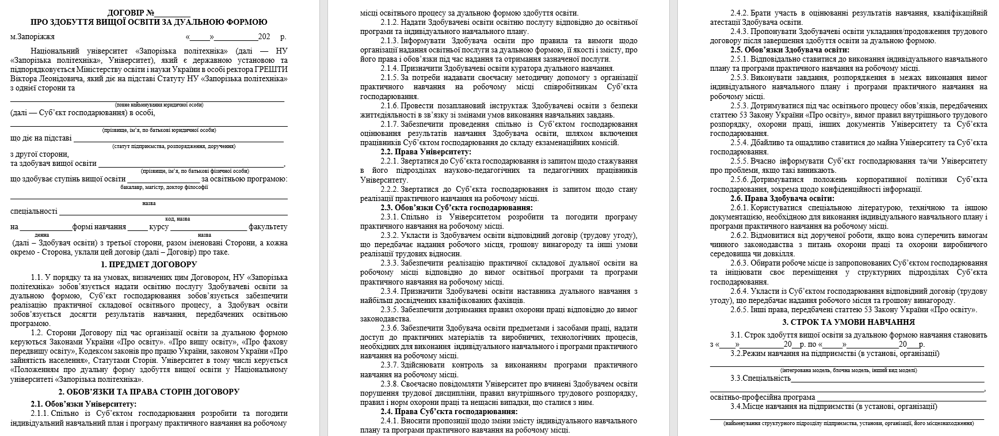 ДОГОВІР №_________
ПРО ЗДОБУТТЯ ВИЩОЇ ОСВІТИ ЗА ДУАЛЬНОЮ ФОРМОЮ
м.Запоріжжя «_____»___________202 р.
Національний університет «Запорізька політехніка» (далі — НУ
«Запорізька політехніка», Університет), який є державною установою та
підпорядковується Міністерству освіти і науки України в особі ректора ГРЕШТИ
Віктора Леонідовича, який діє на підставі Статуту НУ «Запорізька політехніка»
з однієї сторони та
____________________________________________________________________
(повне найменування юридичної особи)
(далі — Суб’єкт господарювання) в особі,
_____________________________________________________________________
(прізвище, ім’я, по батькові юридичної особи)
що діє на підставі ____________________________________________________
(статут підприємства, розпорядження, доручення)
з другої сторони,
та здобувач вищої освіти ______________________________________________,
(прізвище, ім’я, по батькові фізичної особи)
що здобуває ступінь вищої освіти __________________ за освітньою програмою:
бакалавр, магістр, доктор філософії
_____________________________________________________________________
назва
спеціальності _________________________________________________________
код, назва
на _____________формі навчання _____ курсу ___________________ факультету
денна назва
(далі – Здобувач освіти) з третьої сторони, разом іменовані Сторони, а кожна
окремо - Сторона, уклали цей договір (далі – Договір) про таке.
1. ПРЕДМЕТ ДОГОВОРУ
1.1. У порядку та на умовах, визначених цим Договором, НУ «Запорізька
політехніка» зобов’язується надати освітню послугу Здобувачеві освіти за
дуальною формою, Суб’єкт господарювання зобов’язується забезпечити
реалізацію практичної складової освітнього процесу, а Здобувач освіти
зобов’язується досягти результатів навчання, передбачених освітньою
програмою.
1.2. Сторони Договору під час організації освіти за дуальною формою
керуються Законами України «Про освіту». «Про вищу освіту», «Про фахову
передвищу освіту», Кодексом законів про працю України, законом України «Про
зайнятість населення», Статутами Сторін. Університет в тому числі керується
«Положенням про дуальну форму здобуття вищої освіти у Національному
університеті «Запорізька політехніка».
2. ОБОВ’ЯЗКИ ТА ПРАВА СТОРІН ДОГОВОРУ
2.1. Обов’язки Університету:
2.1.1. Спільно із Суб’єктом господарювання розробити та погодити
індивідуальний навчальний план і програму практичного навчання на робочому
місці освітнього процесу за дуальною формою здобуття освіти.
2.1.2. Надати Здобувачеві освіти освітню послугу відповідно до освітньої
програми та індивідуального навчального плану.
2.1.3. Інформувати Здобувача освіти про правила та вимоги щодо
організації надання освітньої послуги за дуальною формою, її якості і змісту, про
його права і обов’язки під час надання та отримання зазначеної послуги.
2.1.4. Призначити Здобувачеві освіти куратора дуального навчання.
2.1.5. За потреби надавати своєчасну методичну допомогу з організації
практичного навчання на робочому місці співробітникам Суб’єкта
господарювання.
2.1.6. Провести позаплановий інструктаж Здобувачеві освіти з безпеки
життєдіяльності в зв’язку зі змінами умов виконання навчальних завдань.
2.1.7. Забезпечити проведення спільно із Суб’єктом господарювання
оцінювання результатів навчання Здобувача освіти, шляхом включення
працівників Суб’єктом господарювання до складу екзаменаційних комісій.
2.2. Права Університету:
2.2.1. Звертатися до Суб’єкта господарювання із запитом щодо стажування
в його підрозділах науково-педагогічних та педагогічних працівників
Університету.
2.2.2. Звертатися до Суб’єкта господарювання із запитом щодо стану
реалізації практичного навчання на робочому місці.
2.3. Обов’язки Суб’єкта господарювання:
2.3.1. Спільно із Університетом розробити та погодити програму
практичного навчання на робочому місці.
2.3.2. Укласти із Здобувачем освіти відповідний договір (трудову угоду),
що передбачає надання робочого місця, грошову винагороду та інші умови
реалізації трудових відносин.
2.3.3. Забезпечити реалізацію практичної складової дуальної освіти на
робочому місці відповідно до вимог освітньої програми та програми
практичного навчання на робочому місці.
2.3.4. Призначити Здобувачеві освіти наставника дуального навчання з
найбільш досвідчених кваліфікованих фахівців.
2.3.5. Забезпечити дотримання правил охорони праці відповідно до вимог
законодавства.
2.3.6. Забезпечити Здобувача освіти предметами і засобами праці, надати
доступ до практичних матеріалів та виробничих, технологічних процесів,
необхідних для виконання індивідуального навчального і програми практичного
навчання на робочому місці.
2.3.7. Здійснювати контроль за виконанням програми практичного
навчання на робочому місці.
2.3.8. Своєчасно повідомляти Університет про вчинені Здобувачем освіти
порушення трудової дисципліни, правил внутрішнього трудового розпорядку,
правил і норм охорони праці та нещасні випадки, що сталися з ним.
2.4. Права Суб’єкта господарювання:
2.4.1. Вносити пропозиції щодо зміни змісту індивідуального навчального
плану та програми практичного навчання на робочому місці.
2.4.2. Брати участь в оцінюванні результатів навчання, кваліфікаційній
атестації Здобувача освіти.
2.4.3. Пропонувати Здобувачеві освіти укладання/продовження трудового
договору після завершення здобуття освіти за дуальною формою.
2.5. Обов’язки Здобувача освіти:
2.5.1. Відповідально ставитися до виконання індивідуального навчального
плану та програми практичного навчання на робочому місці.
2.5.3. Виконувати завдання, розпорядження в межах виконання вимог
індивідуального навчального плану і програми практичного навчання на
робочому місці.
2.5.3. Дотримуватися під час освітнього процесу обов’язків, передбачених
статтею 53 Закону України «Про освіту», вимог правил внутрішнього трудового
розпорядку, охорони праці, інших документів Університету та Суб’єкта
господарювання.
2.5.4. Дбайливо та ощадливо ставитися до майна Університету та Суб’єкта
господарювання.
2.5.5. Вчасно інформувати Суб’єкт господарювання та/чи Університету
про проблеми, якщо такі виникають.
2.5.6. Дотримуватися положень корпоративної політики Суб’єкта
господарювання, зокрема щодо конфіденційності інформації.
2.6. Права Здобувача освіти:
2.6.1. Користуватися спеціальною літературою, технічною та іншою
документацією, необхідною для виконання індивідуального навчального плану і
програми практичного навчання на робочому місці.
2.6.2. Відмовитися від дорученої роботи, якщо вона суперечить вимогам
чинного законодавства з питань охорони праці та охорони виробничого
середовища чи довкілля.
2.6.3. Обирати робоче місце із запропонованих Суб’єктом господарювання
та ініціювати своє переміщення у структурних підрозділах Суб’єкта
господарювання.
2.6.4. Укласти із Суб’єктом господарювання відповідний договір (трудову
угоду), що передбачає надання робочого місця та грошову винагороду.
2.6.5. Інші права, передбачені статтею 53 Закону України «Про освіту».
3. СТРОК ТА УМОВИ НАВЧАННЯ
3.1. Строк здобуття вищої освіти за дуальною формою навчання становить
з «____»___________20__р. по «_____»_____________20___р.
3.2.Режим навчання на підприємстві (в установі, організації)
____________________________________________________________________
(інтегрована модель, блочна модель, інший вид моделі)
3.3.Спеціальність________________________________________________
____________________________________________________________________,
освітньо-професійна програма __________________________________________
3.4.Місце навчання на підприємстві (в установі, організації)
____________________________________________________________________
(найменування структурного підрозділу підприємства, установи, організації, його місцезнаходження)